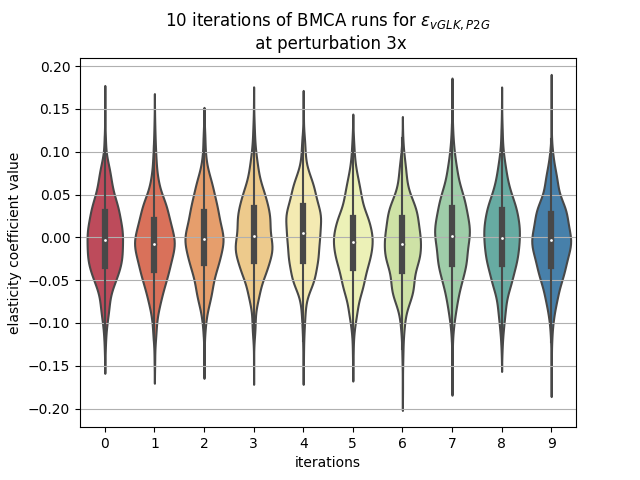 10 iterations of BMCA runs for ε_{vGLK, P2G}
at perturbation 3x
0.20
0.15
0.10
0.05
0.00
−0.05
−0.10
−0.15
−0.20
elasticity coefficient value
0 1 2 3 4 5 6 7 8 9
iterations